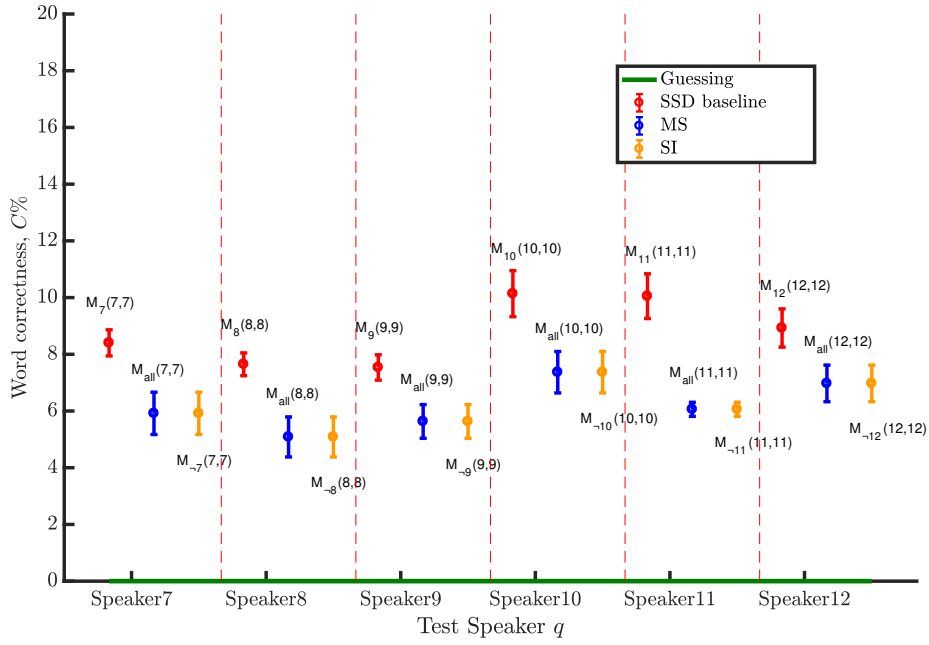 20
18
16
14
12
10
8
6
4
2
0
Word correctness, C%
Guessing
SSD baseline
MS
SI
M7(7,7)
Mall(7,7)
M¬7(7,7)
M8(8,8)
Mall(8,8)
M¬8(8,8)
M9(9,9)
Mall(9,9)
M¬9(9,9)
M10(10,10)
Mall(10,10)
M¬10(10,10)
M11(11,11)
Mall(11,11)
M¬11(11,11)
M12(12,12)
Mall(12,12)
M¬12(12,12)
Speaker7 Speaker8 Speaker9 Speaker10 Speaker11 Speaker12
Test Speaker q